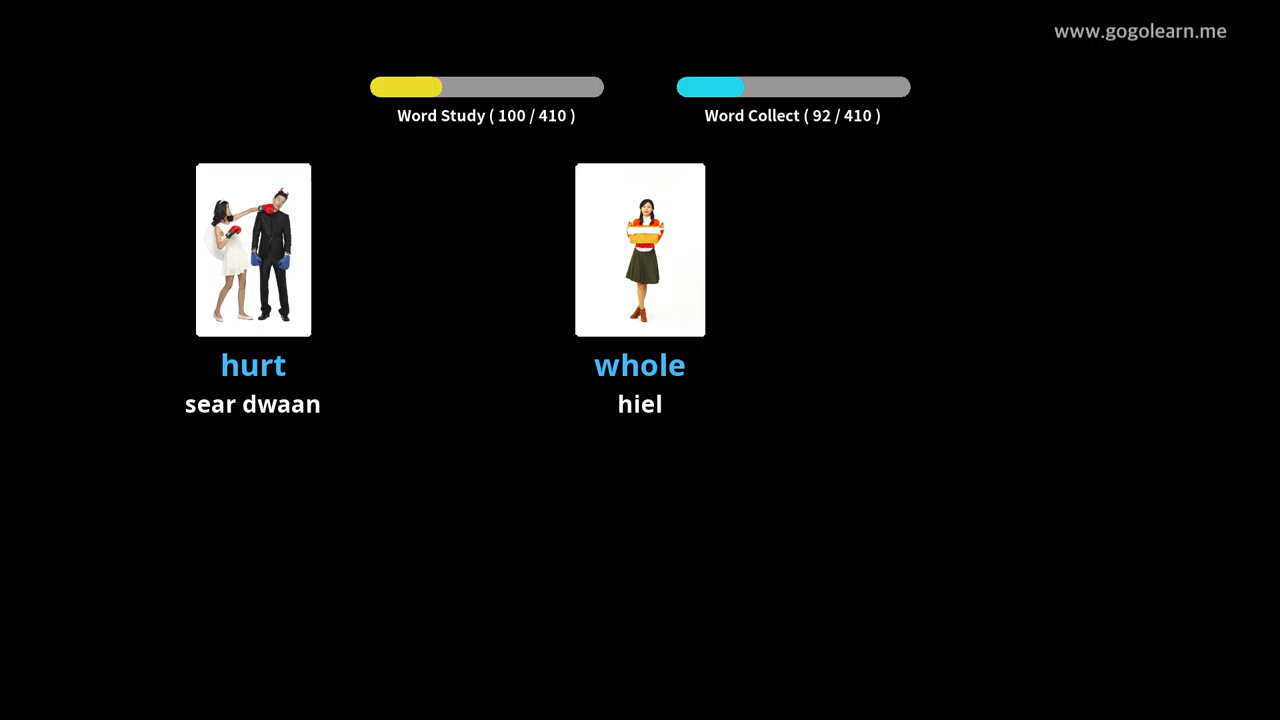 www.gogolearn.me
Word Study ( 100 / 410 )
Word Collect ( 92 / 410 )
hurt
sear dwaan
whole
hiel